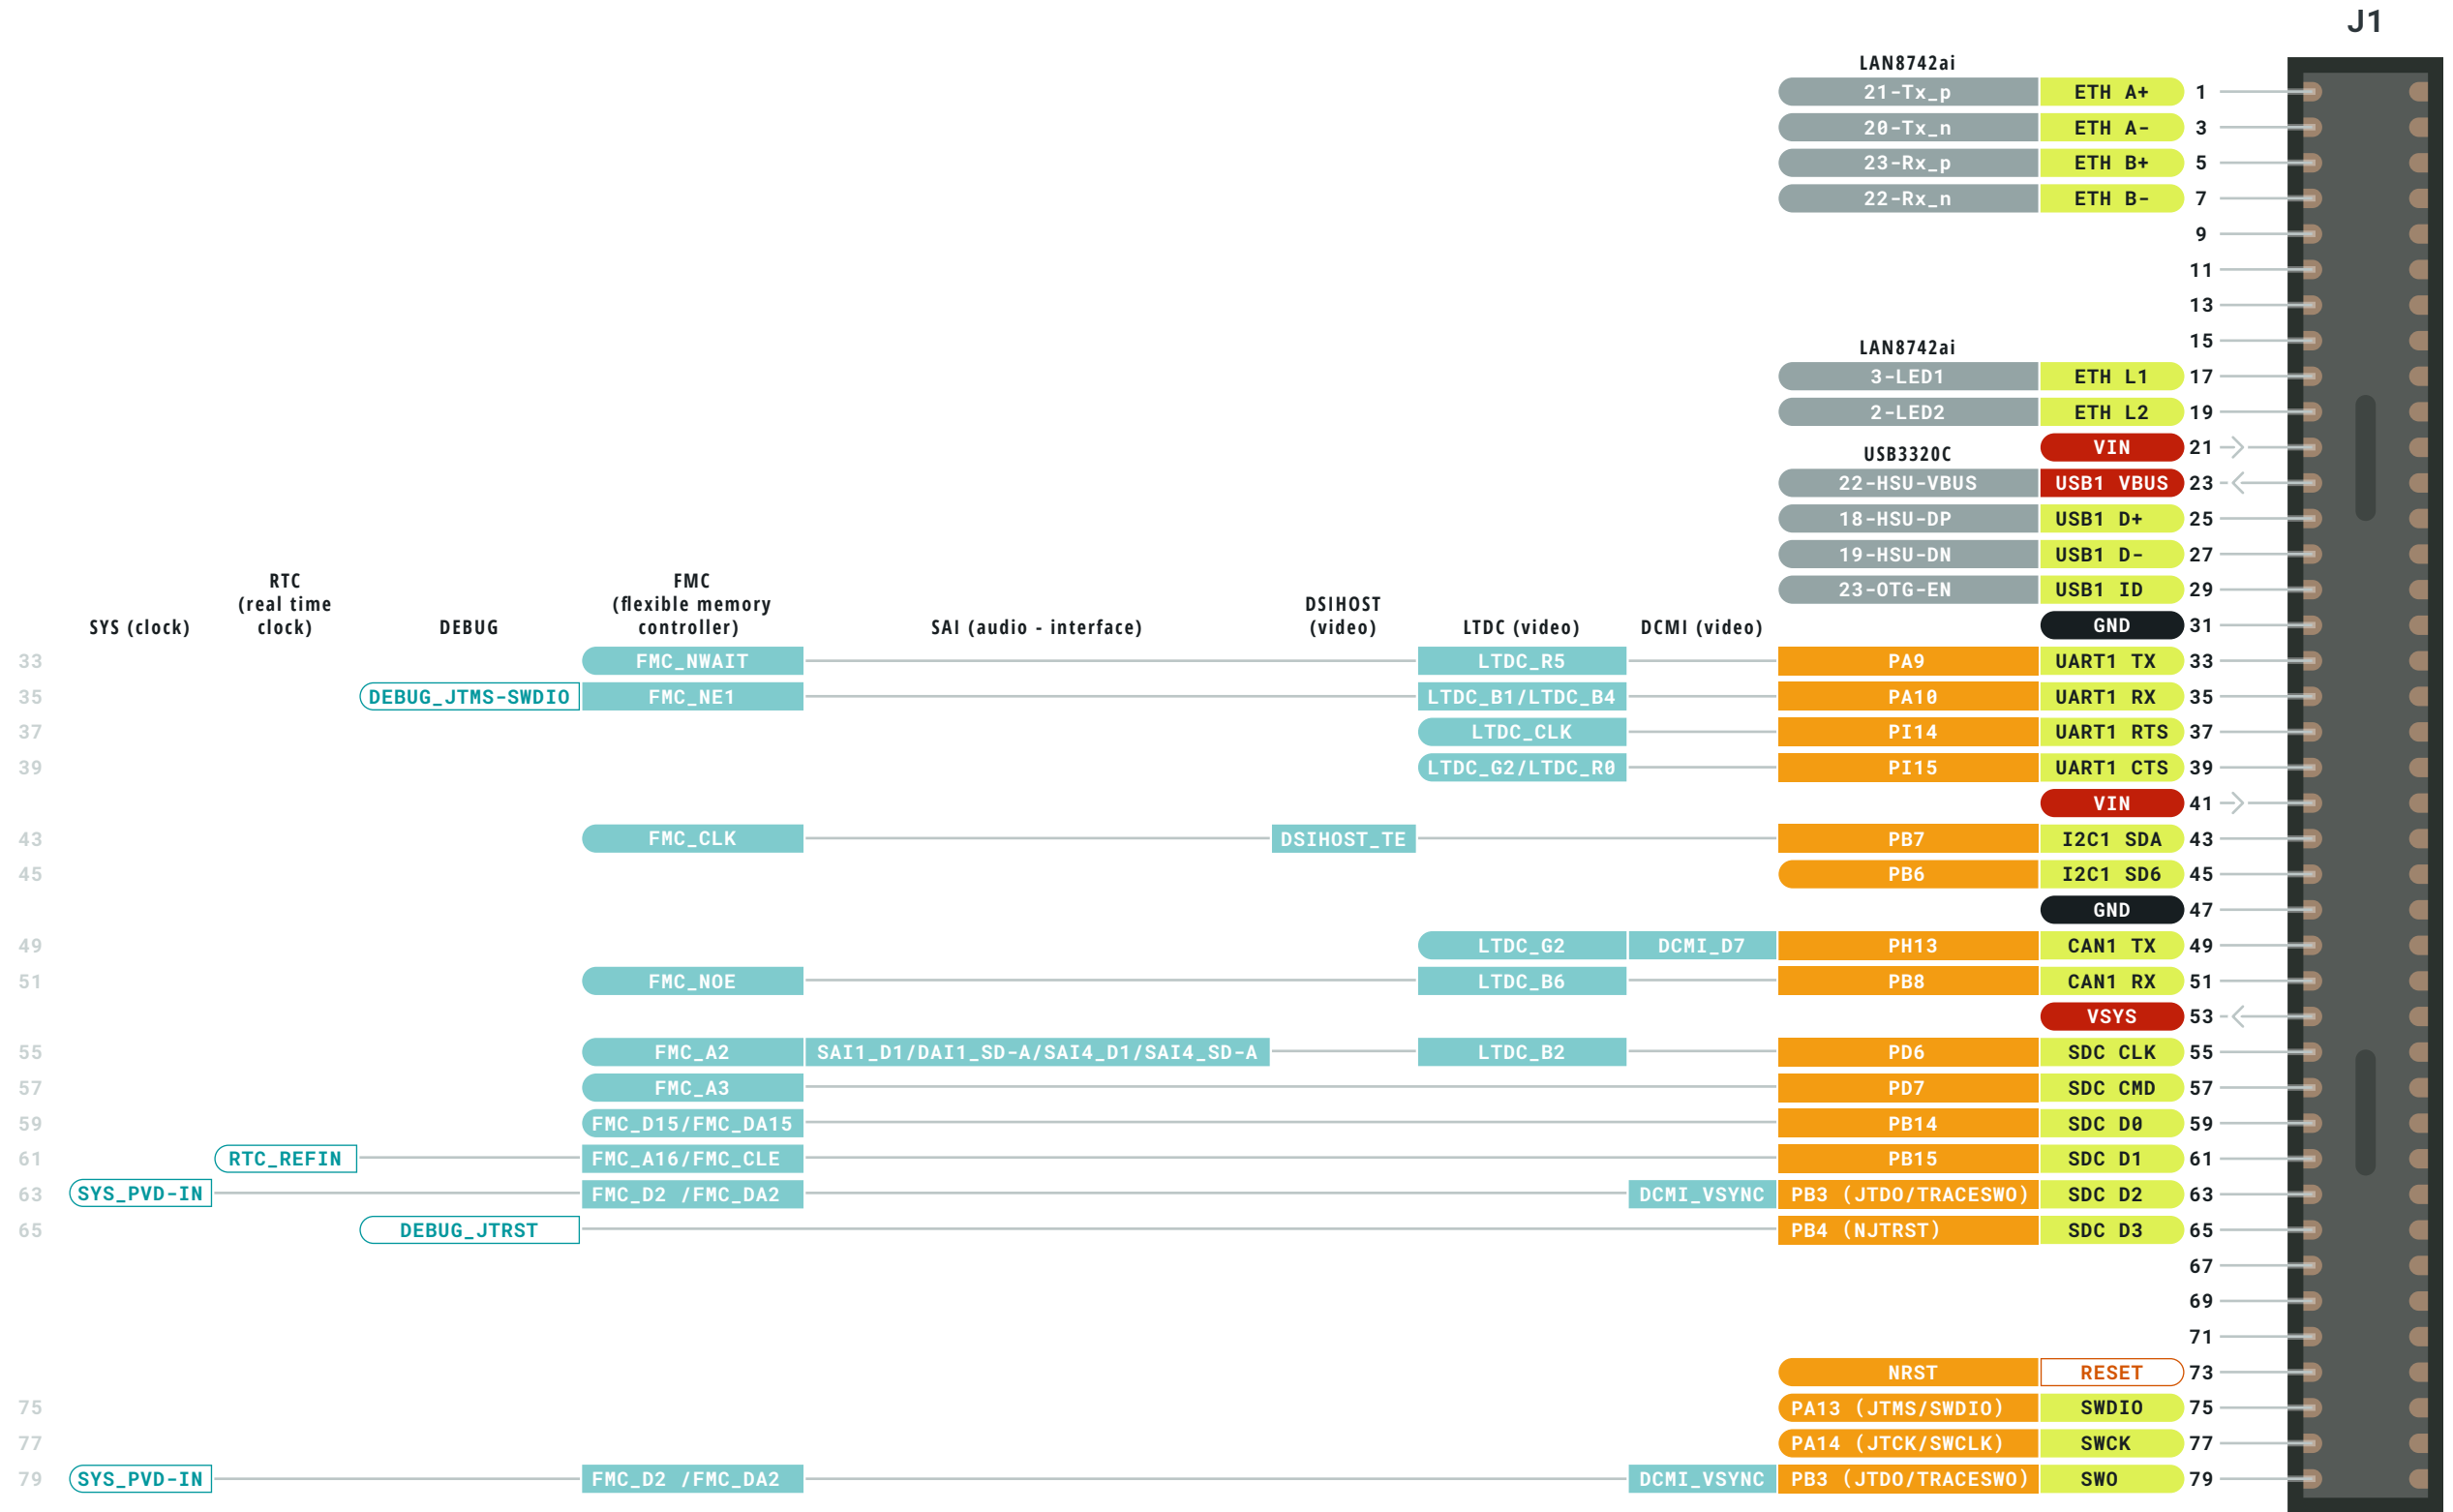 J1
LAN8742ai
21-Tx_p ETH A+ 1
20-Tx_n ETH A- 3
23-Rx_p ETH B+ 5
22-Rx_n ETH B- 7
9
11
13
15
LAN8742ai
3-LED1 ETH L1 17
2-LED2 ETH L2 19
VIN 21
USB3320C
22-HSU-VBUS USB1 VBUS 23
18-HSU-DP USB1 D+ 25
19-HSU-DN USB1 D- 27
23-OTG-EN USB1 ID 29
SYS (clock)
RTC
(real time
clock)
DEBUG
FMC
(flexible memory
controller)
SAI (audio - interface)
DSIHOST
(video)
LTDC (video)
DCMI (video)
GND 31
33 FMC_NWAIT LTDC_R5 PA9 UART1 TX 33
35 DEBUG_JTMS-SWDIO FMC_NE1 LTDC_B1/LTDC_B4 PA10 UART1 RX 35
37 LTDC_CLK PI14 UART1 RTS 37
39 LTDC_G2/LTDC_R0 PI15 UART1 CTS 39
VIN 41
43 FMC_CLK DSIHOST_TE PB7 I2C1 SDA 43
45 PB6 I2C1 SD6 45
GND 47
49 LTDC_G2 DCMI_D7 PH13 CAN1 TX 49
51 FMC_NOE LTDC_B6 PB8 CAN1 RX 51
VSYS 53
55 FMC_A2 SAI1_D1/DAI1_SD-A/SAI4_D1/SAI4_SD-A LTDC_B2 PD6 SDC CLK 55
57 FMC_A3 PD7 SDC CMD 57
59 FMC_D15/FMC_DA15 PB14 SDC D0 59
61 RTC_REFIN FMC_A16/FMC_CLE PB15 SDC D1 61
63 SYS_PVD-IN FMC_D2 /FMC_DA2 DCMI_VSYNC PB3 (JTDO/TRACESWO) SDC D2 63
65 DEBUG_JTRST PB4 (NJTRST) SDC D3 65
67
69
71
NRST RESET 73
75 PA13 (JTMS/SWDIO) SWDIO 75
77 PA14 (JTCK/SWCLK) SWCK 77
79 SYS_PVD-IN FMC_D2 /FMC_DA2 DCMI_VSYNC PB3 (JTDO/TRACESWO) SWO 79